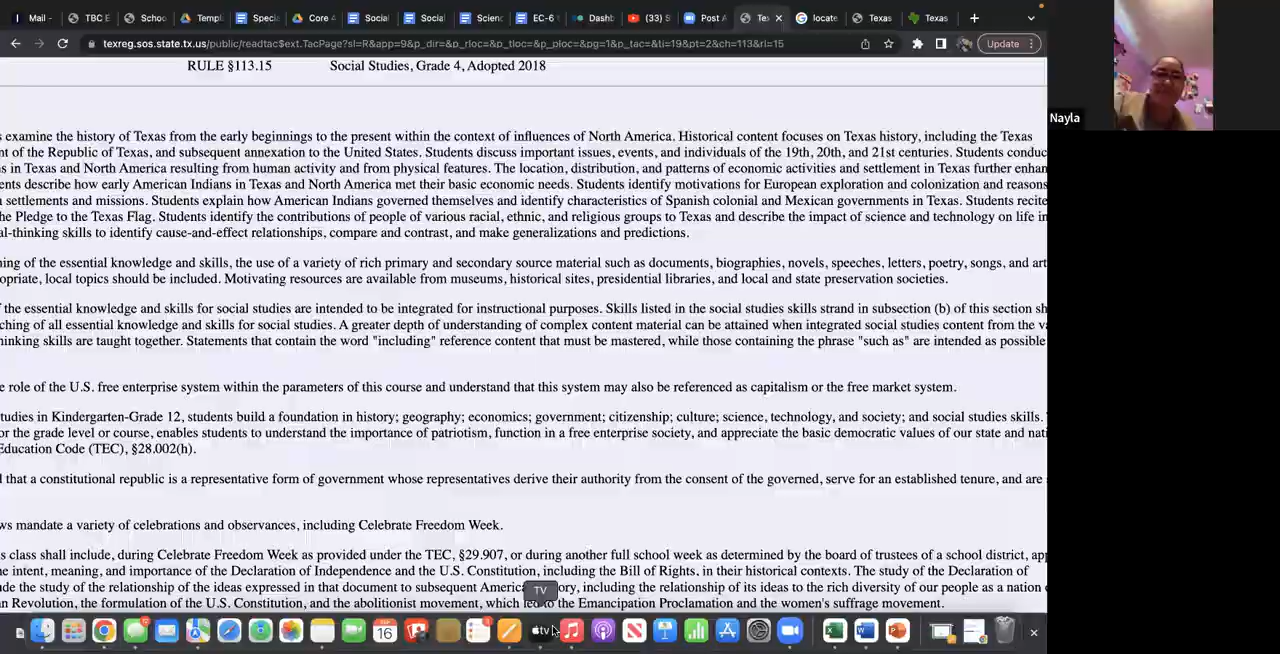 Mail -
TBC E
Schoo
Templ
Specia
Core 4
Social
Social
Scienc
EC-6
Dashb
(33) S
Post A
Tex
locate
Texas
Texas
texreg.sos.state.tx.us/public/readtac$ext.TacPage?sl=R&app=9&p_dir=&p_rloc=&p_tloc=&p_ploc=&pg=1&p_tac=&ti=19&pt=2&ch=113&rl=15
Update
RULE §113.15 Social Studies, Grade 4, Adopted 2018
Nayla
s examine the history of Texas from the early beginnings to the present within the context of influences of North America. Historical content focuses on Texas history, including the Texas
nt of the Republic of Texas, and subsequent annexation to the United States. Students discuss important issues, events, and individuals of the 19th, 20th, and 21st centuries. Students conduc
s in Texas and North America resulting from human activity and from physical features. The location, distribution, and patterns of economic activities and settlement in Texas further enhan
ents describe how early American Indians in Texas and North America met their basic economic needs. Students identify motivations for European exploration and colonization and reasons
n settlements and missions. Students explain how American Indians governed themselves and identify characteristics of Spanish colonial and Mexican governments in Texas. Students recite
he Pledge to the Texas Flag. Students identify the contributions of people of various racial, ethnic, and religious groups to Texas and describe the impact of science and technology on life in
al-thinking skills to identify cause-and-effect relationships, compare and contrast, and make generalizations and predictions.
ning of the essential knowledge and skills, the use of a variety of rich primary and secondary source material such as documents, biographies, novels, speeches, letters, poetry, songs, and art
opriate, local topics should be included. Motivating resources are available from museums, historical sites, presidential libraries, and local and state preservation societies.
f the essential knowledge and skills for social studies are intended to be integrated for instructional purposes. Skills listed in the social studies skills strand in subsection (b) of this section sh
ching of all essential knowledge and skills for social studies. A greater depth of understanding of complex content material can be attained when integrated social studies content from the va
hinking skills are taught together. Statements that contain the word "including" reference content that must be mastered, while those containing the phrase "such as" are intended as possible
e role of the U.S. free enterprise system within the parameters of this course and understand that this system may also be referenced as capitalism or the free market system.
tudies in Kindergarten-Grade 12, students build a foundation in history; geography; economics; government; citizenship; culture; science, technology, and society; and social studies skills.
or the grade level or course, enables students to understand the importance of patriotism, function in a free enterprise society, and appreciate the basic democratic values of our state and nati
Education Code (TEC), §28.002(h).
d that a constitutional republic is a representative form of government whose representatives derive their authority from the consent of the governed, serve for an established tenure, and are
ws mandate a variety of celebrations and observances, including Celebrate Freedom Week.
s class shall include, during Celebrate Freedom Week as provided under the TEC, §29.907, or during another full school week as determined by the board of trustees of a school district, app
he intent, meaning, and importance of the Declaration of Independence and the U.S. Constitution, including the Bill of Rights, in their historical contexts. The study of the Declaration of
ude the study of the relationship of the ideas expressed in that document to subsequent America ory, including the relationship of its ideas to the rich diversity of our people as a nation
n Revolution, the formulation of the U.S. Constitution, and the abolitionist movement, which led to the Emancipation Proclamation and the women's suffrage movement.
TV
16
tv